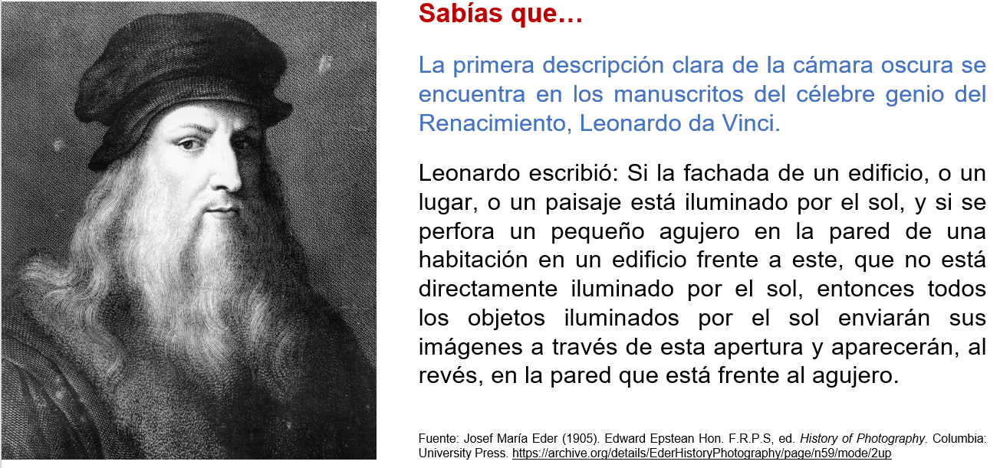 Sabías que…
La primera descripción clara de la cámara oscura se
encuentra en los manuscritos del célebre genio del
Renacimiento, Leonardo da Vinci.
Leonardo escribió: Si la fachada de un edificio, o un
lugar, o un paisaje está iluminado por el sol, y si se
perfora un pequeño agujero en la pared de una
habitación en un edificio frente a este, que no está
directamente iluminado por el sol, entonces todos
los objetos iluminados por el sol enviarán sus
imágenes a través de esta apertura y aparecerán, al
revés, en la pared que está frente al agujero.
Fuente: Josef María Eder (1905). Edward Epstean Hon. F.R.P.S, ed. History of Photography. Columbia:
University Press. https://archive.org/details/EderHistoryPhotography/page/n59/mode/2up